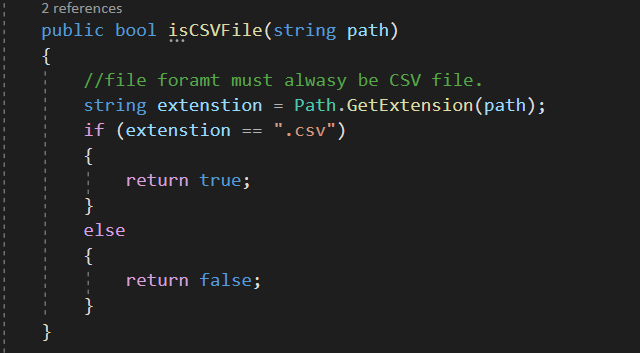 2 references
public bool isCSVFile(string path)
{
//file foramt must alwasy be CSV file.
string extenstion = Path.GetExtension(path);
if (extenstion == ".csv")
{
return true;
}
else
{
return false;
}
}